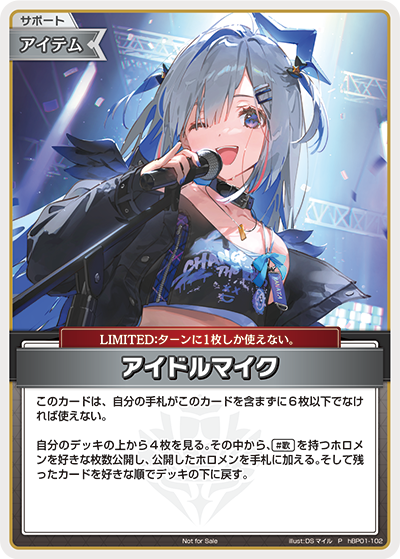 サポート
アイテム
CHANGE
THE
LIMITED:ターンに1枚しか使えない。
アイドルマイク
このカードは、自分の手札がこのカードを含まずに6枚以下でなけ
れば使えない。
自分のデッキの上から4枚を見る。その中から、#歌を持つホロメ
ンを好きな枚数公開し、公開したホロメンを手札に加える。そして残
ったカードを好きな順でデッキの下に戻す。
Not for Sale
illust:DSマイル P hBP01-102